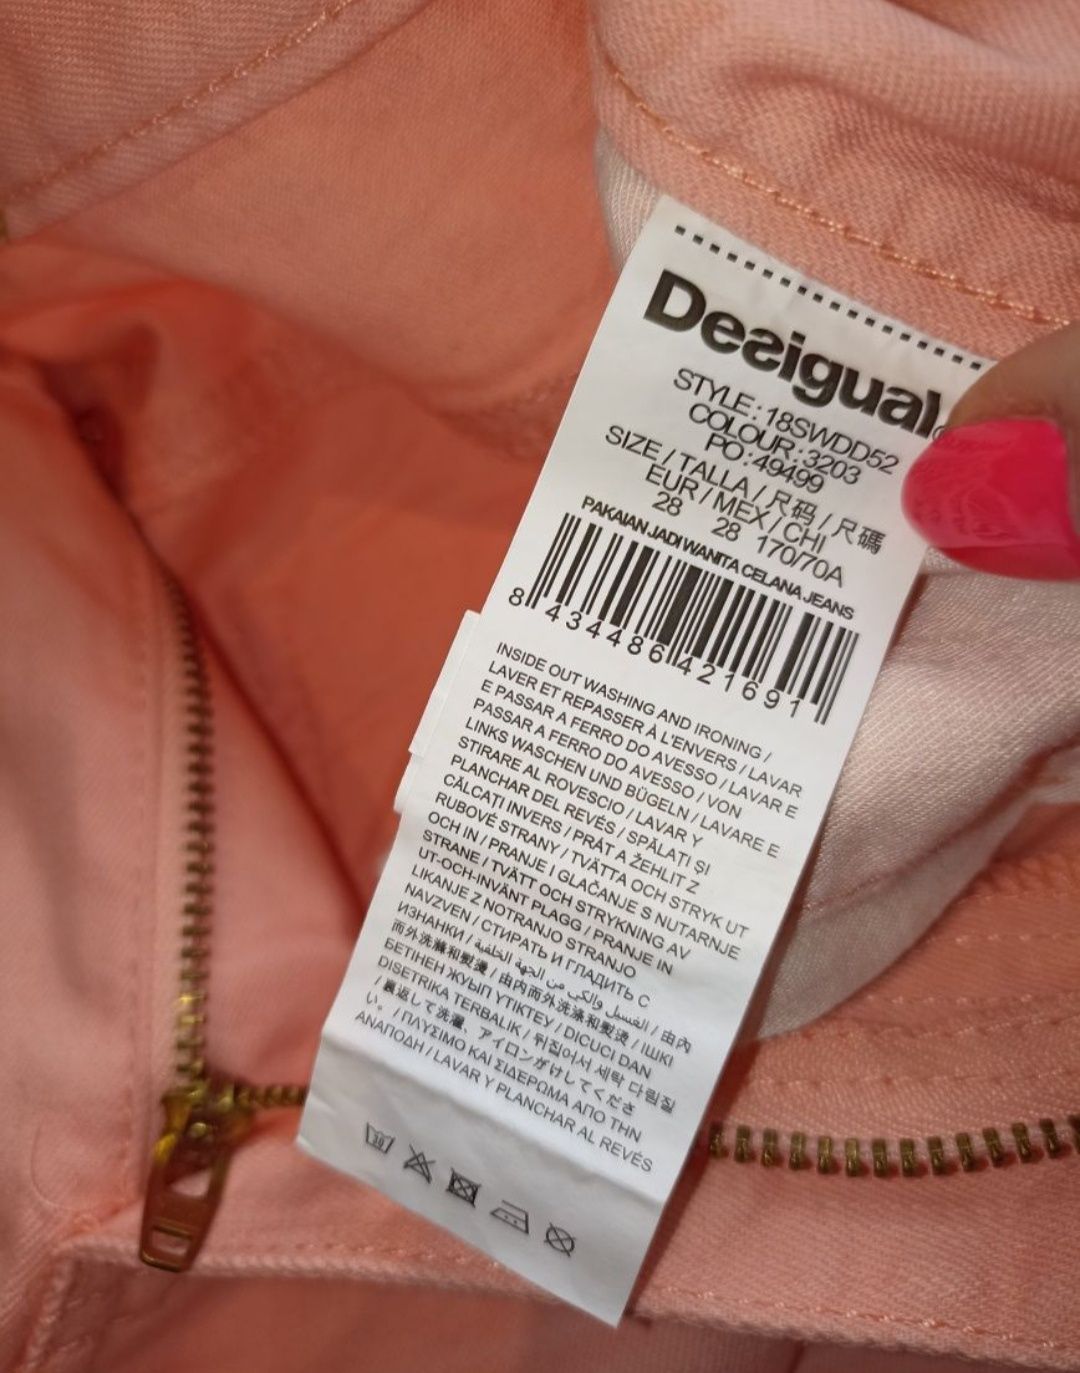 Desigual
STYLE : 18SWDD52
COLOUR : 3203
PO : 49499
SIZE / TALLA / 尺码 / 尺碼
EUR / MEX / CHI
28 28 170/70A
PAKAIAN JADI WANITA CELANA JEANS
8 434486 421691
INSIDE OUT WASHING AND IRONING /
LAVER ET REPASSER À L'ENVERS / LAVAR
E PASSAR A FERRO DO AVESSO / LAVAR E
PASSAR A FERRO DO AVESSO / VON
LINKS WASCHEN UND BÜGELN / LAVARE E
STIRARE AL ROVESCIO / LAVAR Y
PLANCHAR DEL REVÉS / SPĂLAȚI ȘI
CĂLCAȚI INVERS / PRÁT A ŽEHLIT Z
RUBOVÉ STRANY / TVÄTTA OCH STRYK UT
OCH IN / PRANJE I GLAČANJE S NUTARNJE
STRANE / TVÄTT OCH STRYKNING AV
UT-OCH-INVÄNT PLAGG / PRANJE IN
LIKANJE Z NOTRANJO STRANJO
NAVZVEN / СТИРАТЬ И ГЛАДИТЬ С
ИЗНАНКИ / الغسيل والكي من الجهة الخلفية / 由內
而外洗滌和熨燙 / 由内而外洗涤和熨烫 / ІШКІ
БЕТІНЕН ЖУЫП ҮТІКТЕУ / DICUCI DAN
DISETRIKA TERBALIK / 뒤집어서 세탁 다림질
/ 裏返して洗濯、アイロンがけしてくださ
い。 / ΠΛΥΣΙΜΟ ΚΑΙ ΣΙΔΕΡΩΜΑ ΑΠΟ ΤΗΝ
ΑΝΑΠΟΔΗ / LAVAR Y PLANCHAR AL REVÉS
30